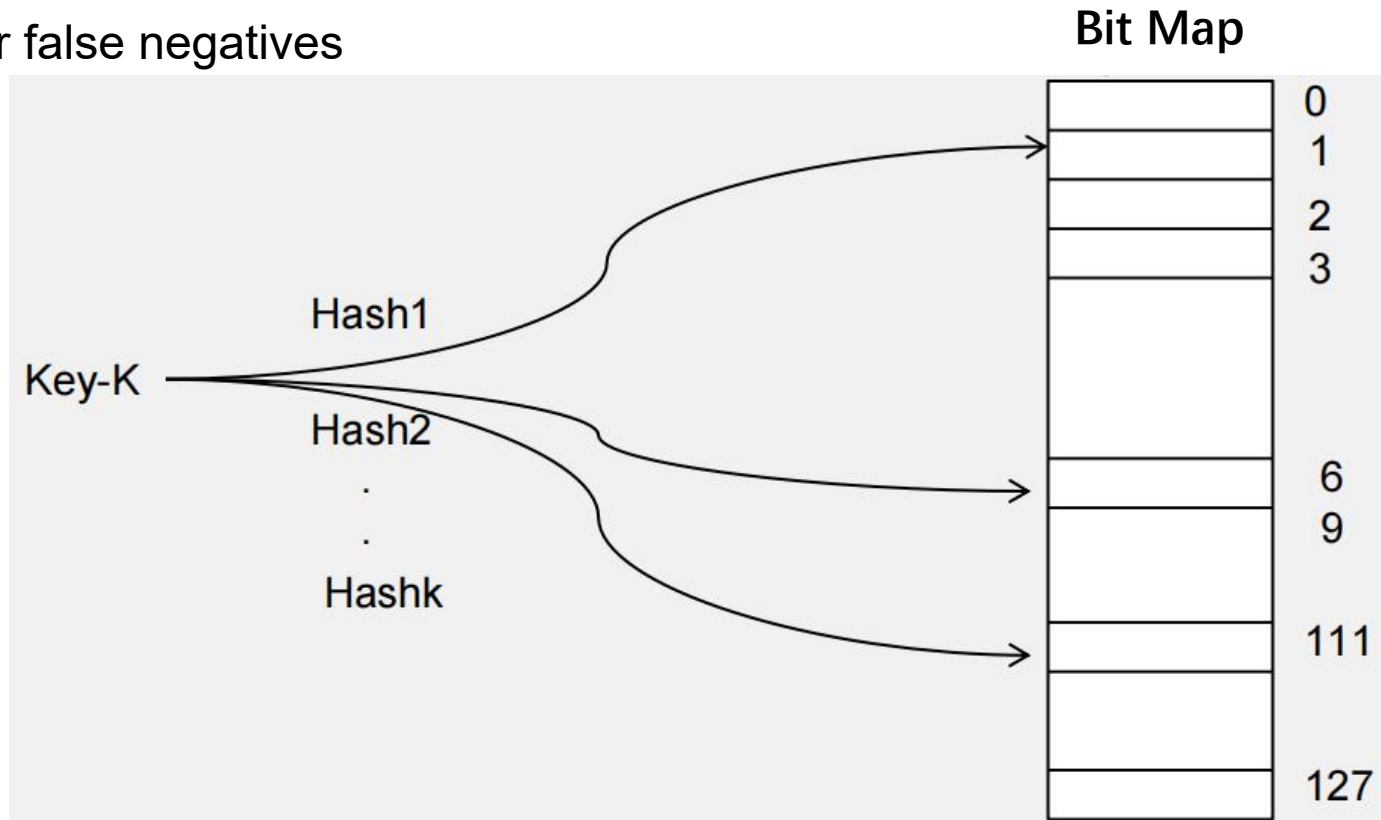 r false negatives
Bit Map
0
1
2
3
Hash1
Key-K
Hash2
.
.
Hashk
6
9
111
127